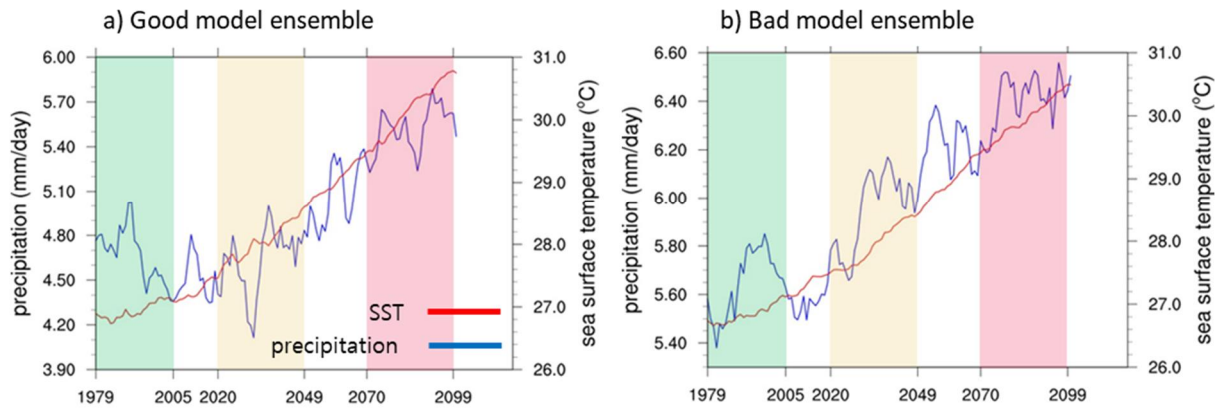 a) Good model ensemble
precipitation (mm/day)
6.00
5.70
5.40
5.10
4.80
4.50
4.20
3.90
31.0
30.0
29.0
28.0
27.0
26.0
sea surface temperature (°C)
SST
precipitation
1979 2005 2020 2049 2070 2099
b) Bad model ensemble
precipitation (mm/day)
6.60
6.40
6.20
6.00
5.80
5.60
5.40
31.0
30.0
29.0
28.0
27.0
26.0
sea surface temperature (°C)
1979 2005 2020 2049 2070 2099